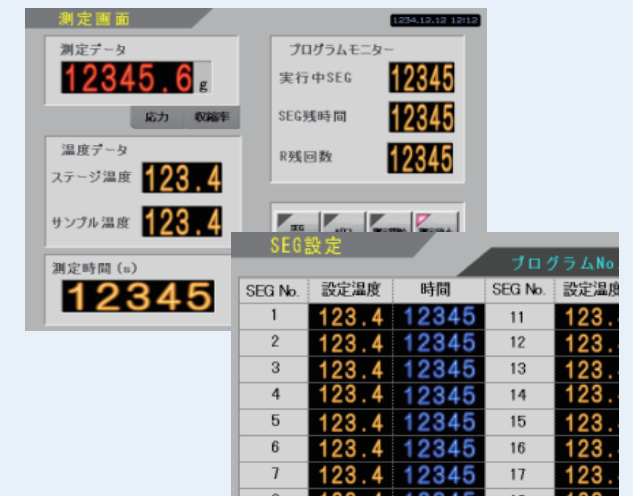 測定画面
1234.12.12 12:12
測定データ
12345.6 g
応力 収縮率
温度データ
ステージ温度 123.4
サンプル温度 123.4
測定時間 (s)
12345
プログラムモニター
実行中SEG 12345
SEG残時間 12345
R残回数 12345
SEG設定
プログラムNo
SEG No. 設定温度 時間 SEG No. 設定温度
1 123.4 12345 11 123.
2 123.4 12345 12 123.
3 123.4 12345 13 123.
4 123.4 12345 14 123.
5 123.4 12345 15 123.
6 123.4 12345 16 123.
7 123.4 12345 17 123.